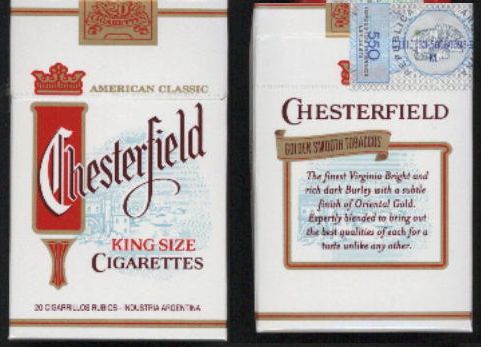 CIGARETTES
AMERICAN CLASSIC
Chesterfield
KING SIZE
CIGARETTES
20 CIGARRILLOS RUBIOS - INDUSTRIA ARGENTINA
550
REPUBLICA
CHESTERFIELD
GOLDEN SMOOTH TOBACCOS
The finest Virginia Bright and
rich dark Burley with a subtle
finish of Oriental Gold.
Expertly blended to bring out
the best qualities of each for a
taste unlike any other.